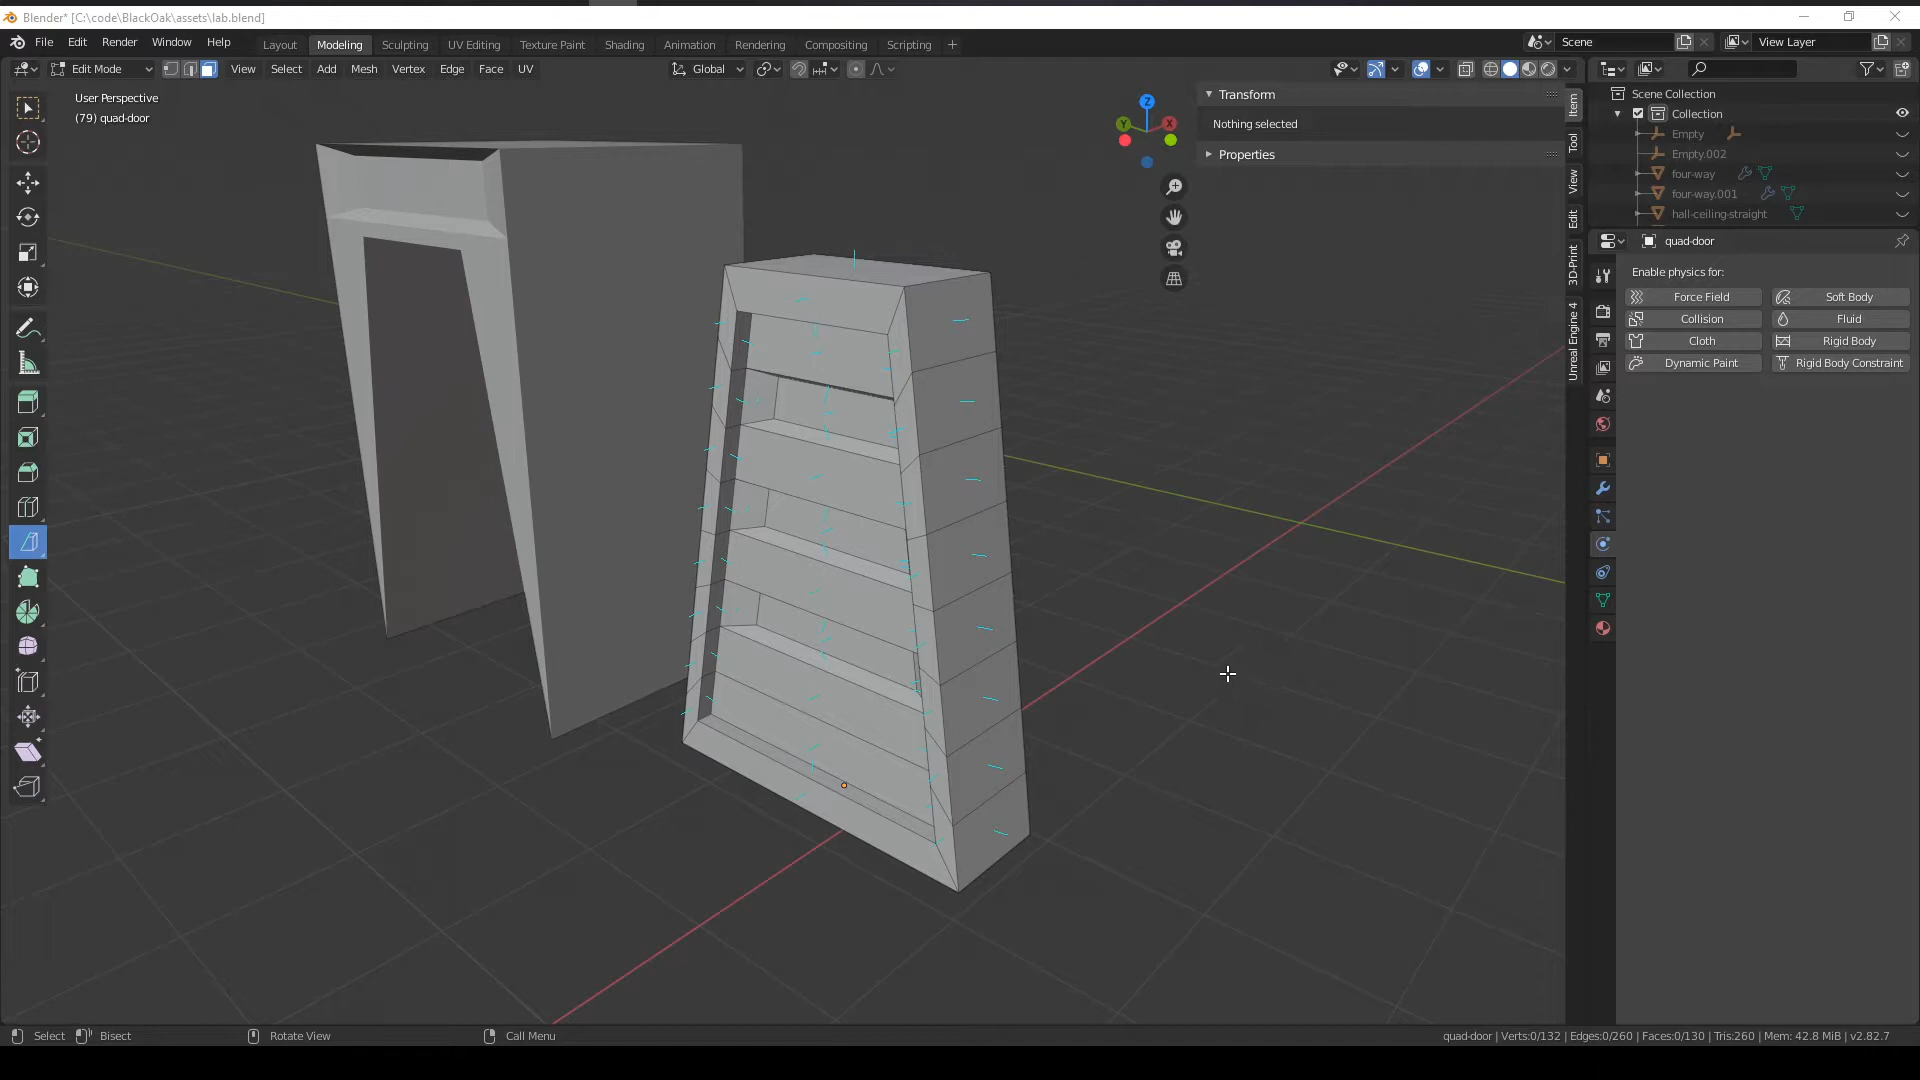 Blender* [C:\code\BlackOak\assets\lab.blend]
File Edit Render Window Help Layout Modeling Sculpting UV Editing Texture Paint Shading Animation Rendering Compositing Scripting + Scene View Layer
Edit Mode View Select Add Mesh Vertex Edge Face UV Global
User Perspective
(79) quad-door
Z
Y
X
Transform
Nothing selected
Properties
Item
Tool
View
Edit
3D-Print
Unreal Engine 4
Scene Collection
Collection
Empty
Empty.002
four-way
four-way.001
hall-ceiling-straight
quad-door
Enable physics for:
Force Field Soft Body
Collision Fluid
Cloth Rigid Body
Dynamic Paint Rigid Body Constraint
Select Bisect Rotate View Call Menu quad-door | Verts:0/132 | Edges:0/260 | Faces:0/130 | Tris:260 | Mem: 42.8 MiB | v2.82.7